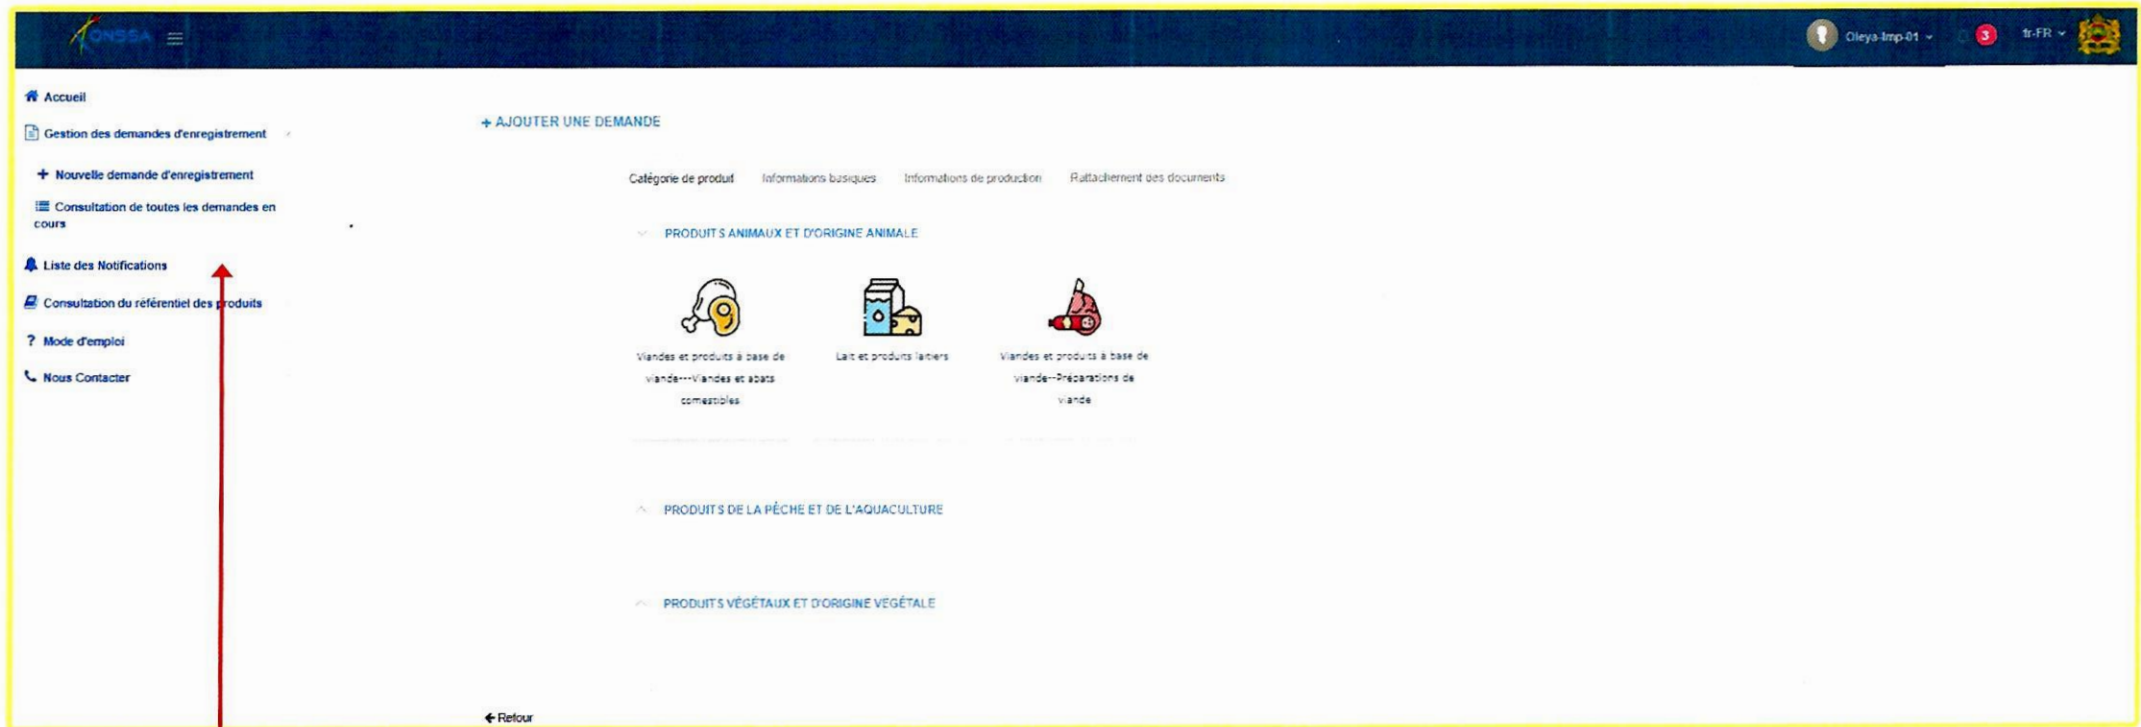 ONSSA
Oleya-Imp-01
3
fr-FR
Accueil
Gestion des demandes d'enregistrement
+ Nouvelle demande d'enregistrement
Consultation de toutes les demandes en
cours
Liste des Notifications
Consultation du référentiel des produits
? Mode d'emploi
Nous Contacter
+ AJOUTER UNE DEMANDE
Catégorie de produit Informations basiques Informations de production Rattachement des documents
PRODUITS ANIMAUX ET D'ORIGINE ANIMALE
Viandes et produits à base de
viande---Viandes et abats
comestibles
Lait et produits laitiers
Viandes et produits à base de
viande--Préparations de
viande
PRODUITS DE LA PÊCHE ET DE L'AQUACULTURE
PRODUITS VÉGÉTAUX ET D'ORIGINE VÉGÉTALE
← Retour